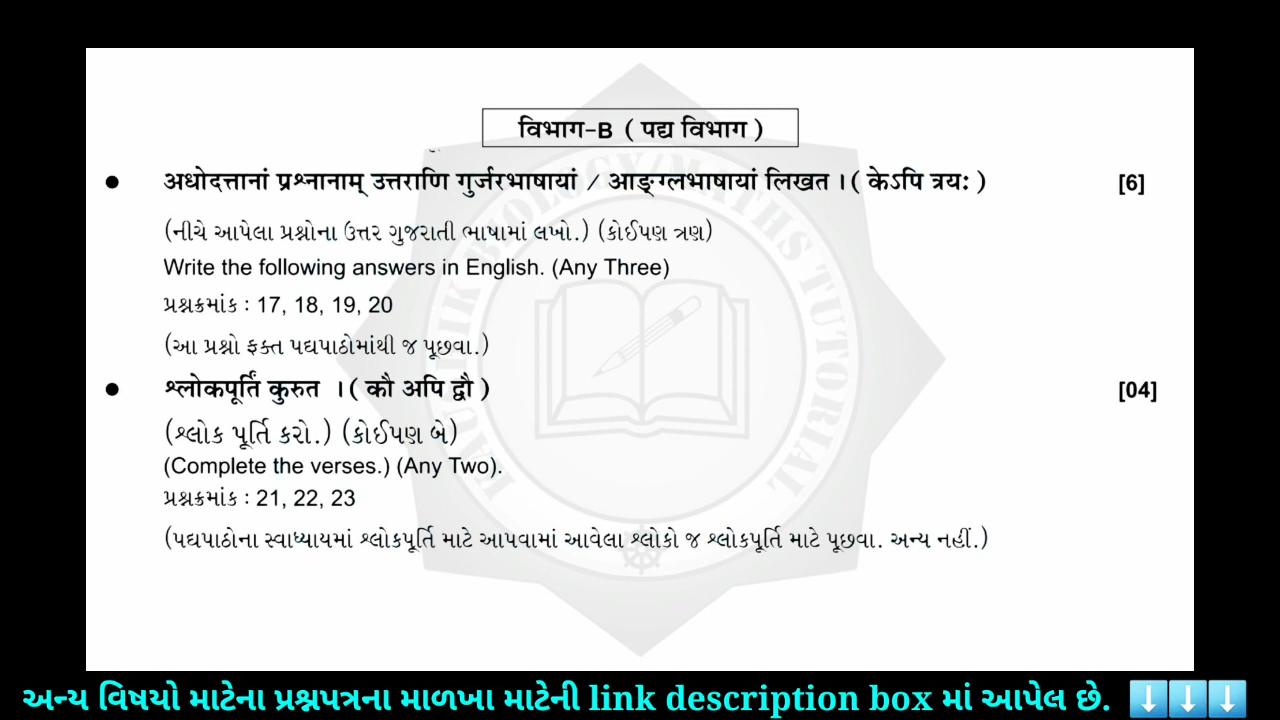 विभाग-B ( पद्य विभाग )
● अधोदत्तानां प्रश्नानाम् उत्तराणि गुर्जरभाषायां / आङ्ग्लभाषायां लिखत । ( केऽपि त्रयः ) [6]
(નીચે આપેલા પ્રશ્નોના ઉત્તર ગુજરાતી ભાષામાં લખો.) (કોઈપણ ત્રણ)
Write the following answers in English. (Any Three)
પ્રશ્નક્રમાંક : 17, 18, 19, 20
(આ પ્રશ્નો ફક્ત પદ્યપાઠોમાંથી જ પૂછવા.)
● श्लोकपूर्तिं कुरुत । ( कौ अपि द्वौ ) [04]
(શ્લોક પૂર્તિ કરો.) (કોઈપણ બે)
(Complete the verses.) (Any Two).
પ્રશ્નક્રમાંક : 21, 22, 23
(પદ્યપાઠોના સ્વાધ્યાયમાં શ્લોકપૂર્તિ માટે આપવામાં આવેલા શ્લોકો જ શ્લોકપૂર્તિ માટે પૂછવા. અન્ય નહીં.)
અન્ય વિષયો માટેના પ્રશ્નપત્રના માળખા માટેની link description box માં આપેલ છે. ⬇️⬇️⬇️